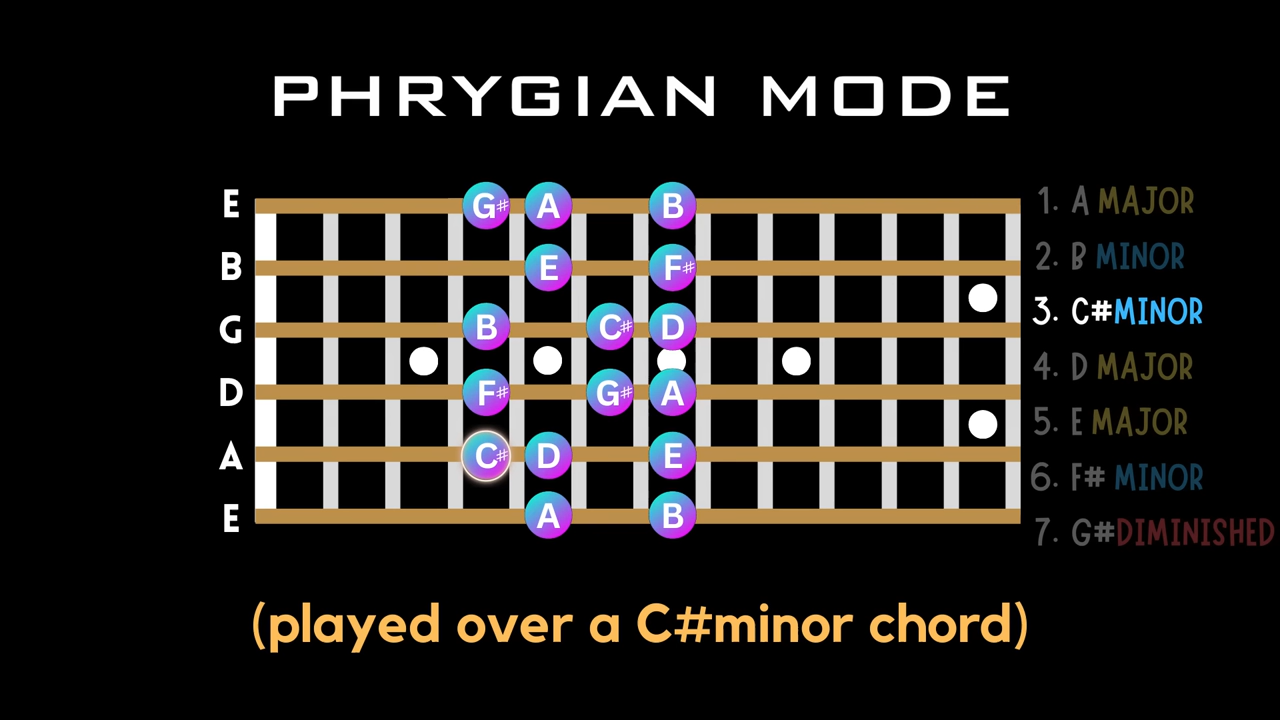 PHRYGIAN MODE
E G# A B
B E F#
G B C# D
D F# G# A
A C# D E
E A B
1. A MAJOR
2. B MINOR
3. C# MINOR
4. D MAJOR
5. E MAJOR
6. F# MINOR
7. G# DIMINISHED
(played over a C#minor chord)